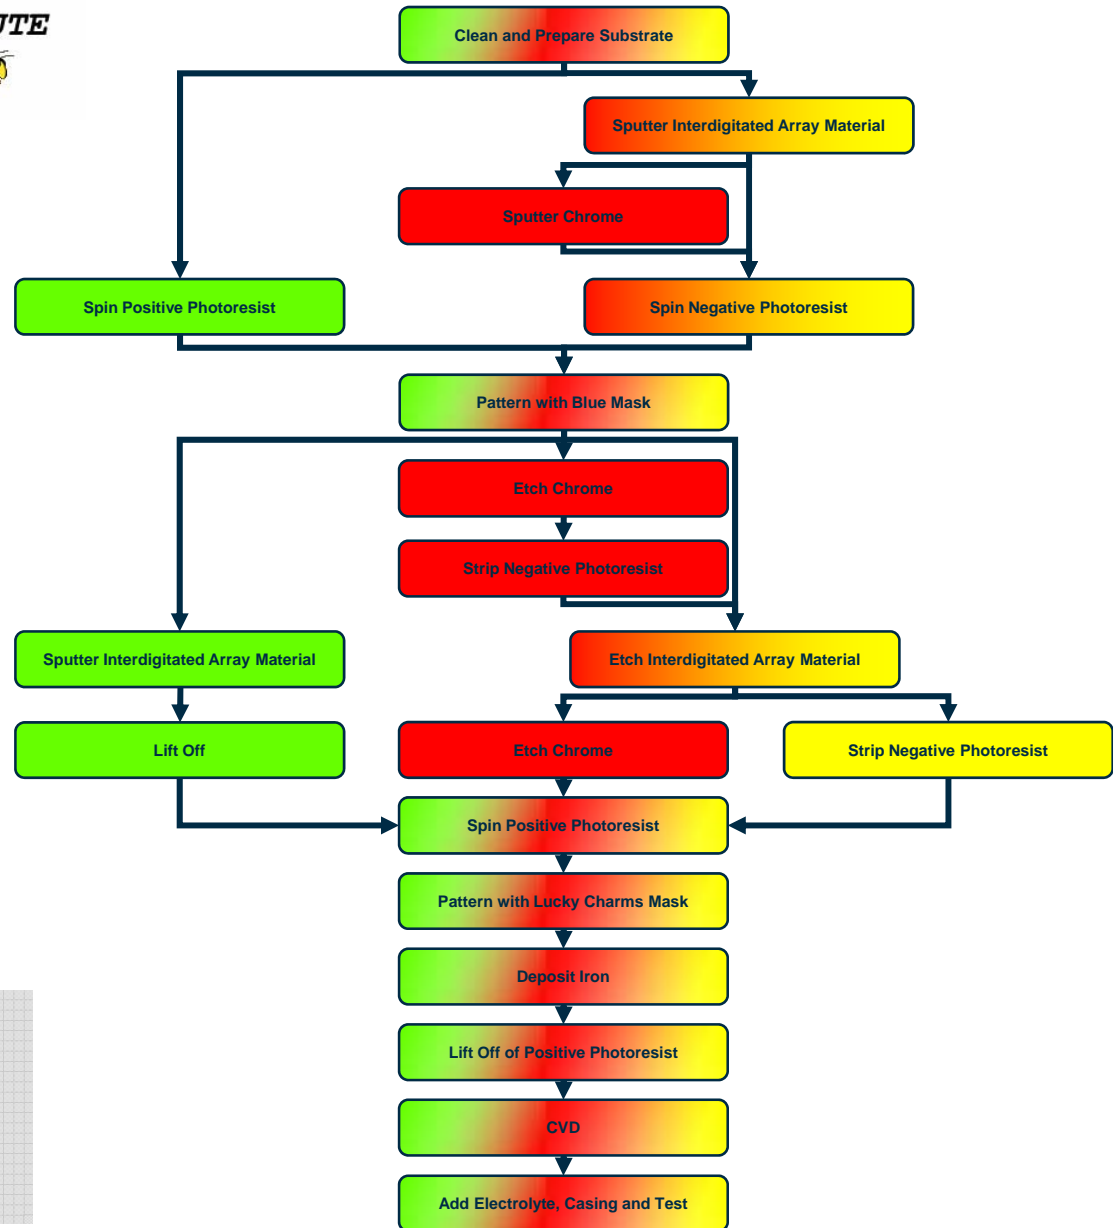 Clean and Prepare Substrate
Sputter Interdigitated Array Material
Sputter Chrome
Spin Positive Photoresist
Spin Negative Photoresist
Pattern with Blue Mask
Etch Chrome
Strip Negative Photoresist
Sputter Interdigitated Array Material
Etch Interdigitated Array Material
Lift Off
Etch Chrome
Strip Negative Photoresist
Spin Positive Photoresist
Pattern with Lucky Charms Mask
Deposit Iron
Lift Off of Positive Photoresist
CVD
Add Electrolyte, Casing and Test